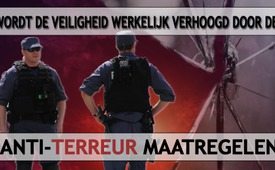 WORDT DE VEILIGHEID WERKELIJK VERHOOGD DOOR DE
ANTI-TERREUR MAATREGELEN